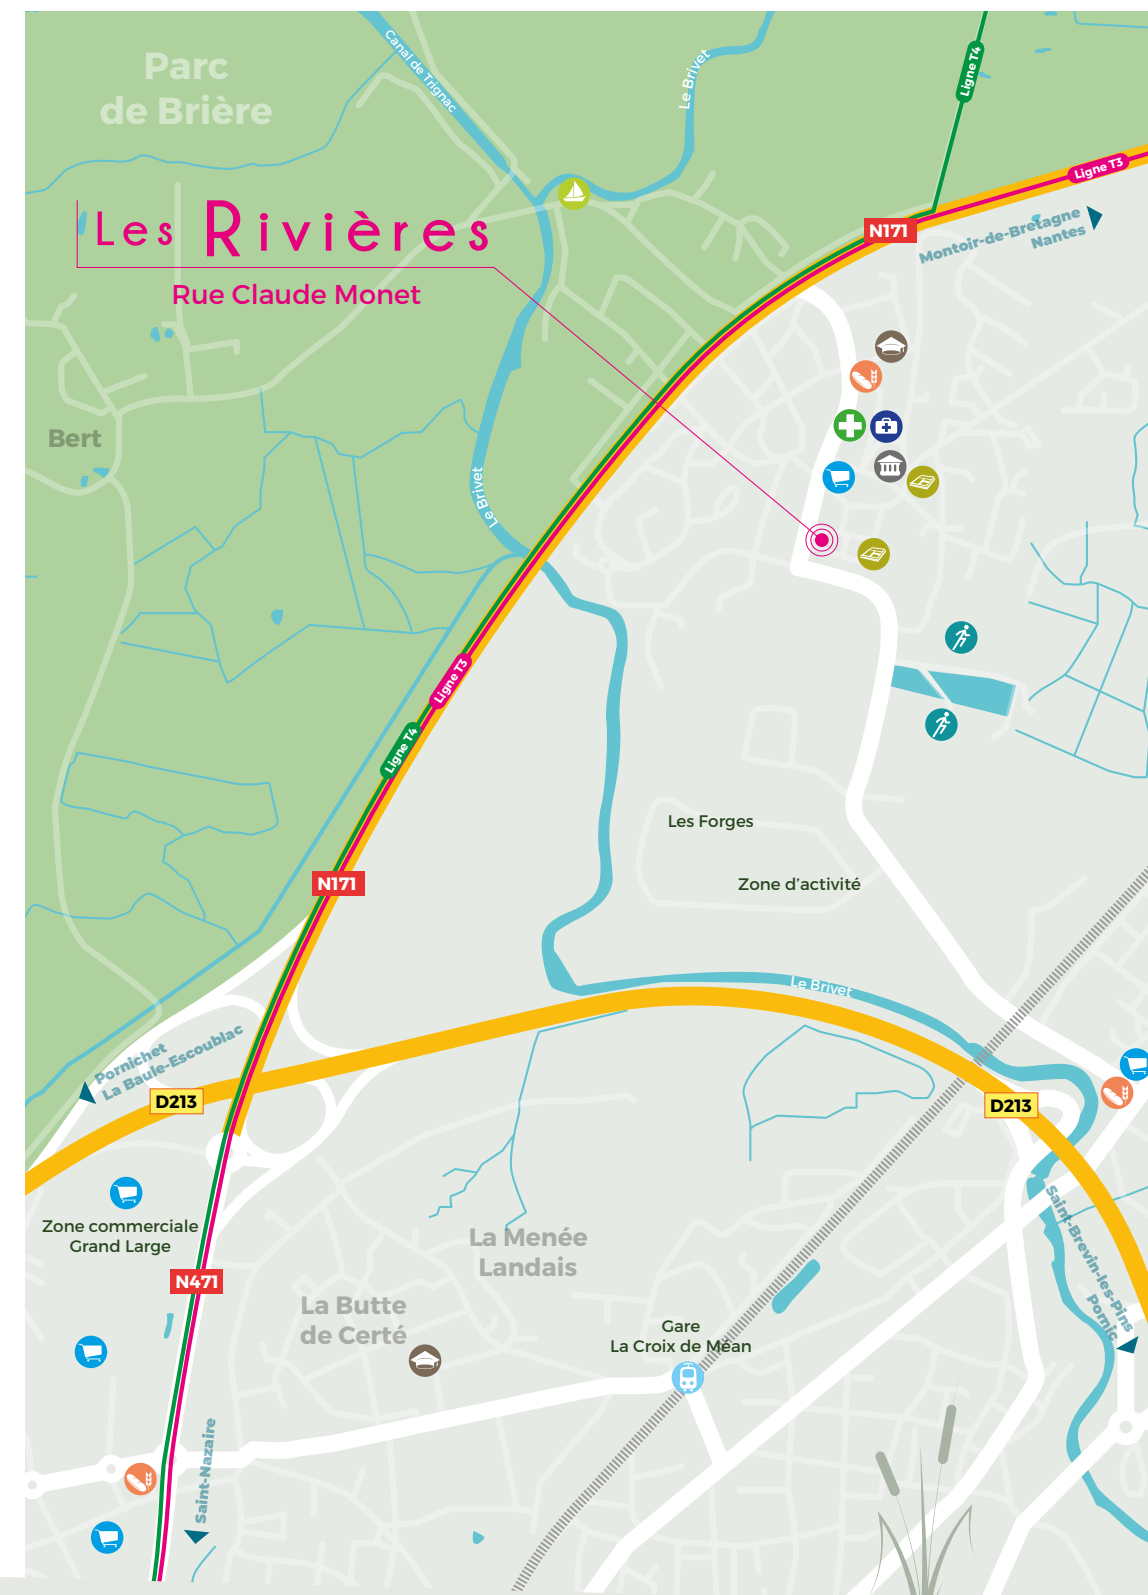 Parc
de Brière
Canal de Trignac
Le Brivet
Ligne T4
Ligne T3
Les Rivières
Rue Claude Monet
N171
Montoir-de-Bretagne
Nantes
Bert
Le Brivet
Ligne T3
Ligne T4
Les Forges
Zone d'activité
N171
Le Brivet
Pornichet
La Baule-Escoublac
D213
D213
Zone commerciale
Grand Large
La Menée
Landais
Saint-Brevin-les-Pins
Pornic
N471
La Butte
de Certé
Gare
La Croix de Méan
Saint-Nazaire